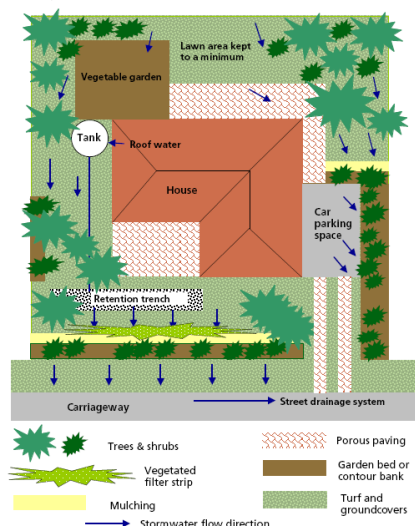 Lawn area kept
to a minimum
Vegetable garden
Tank
Roof water
House
Car
parking
space
Retention trench
Carriageway
Street drainage system
Trees & shrubs
Porous paving
Vegetated
filter strip
Garden bed or
contour bank
Mulching
Turf and
groundcovers
Stormwater flow direction